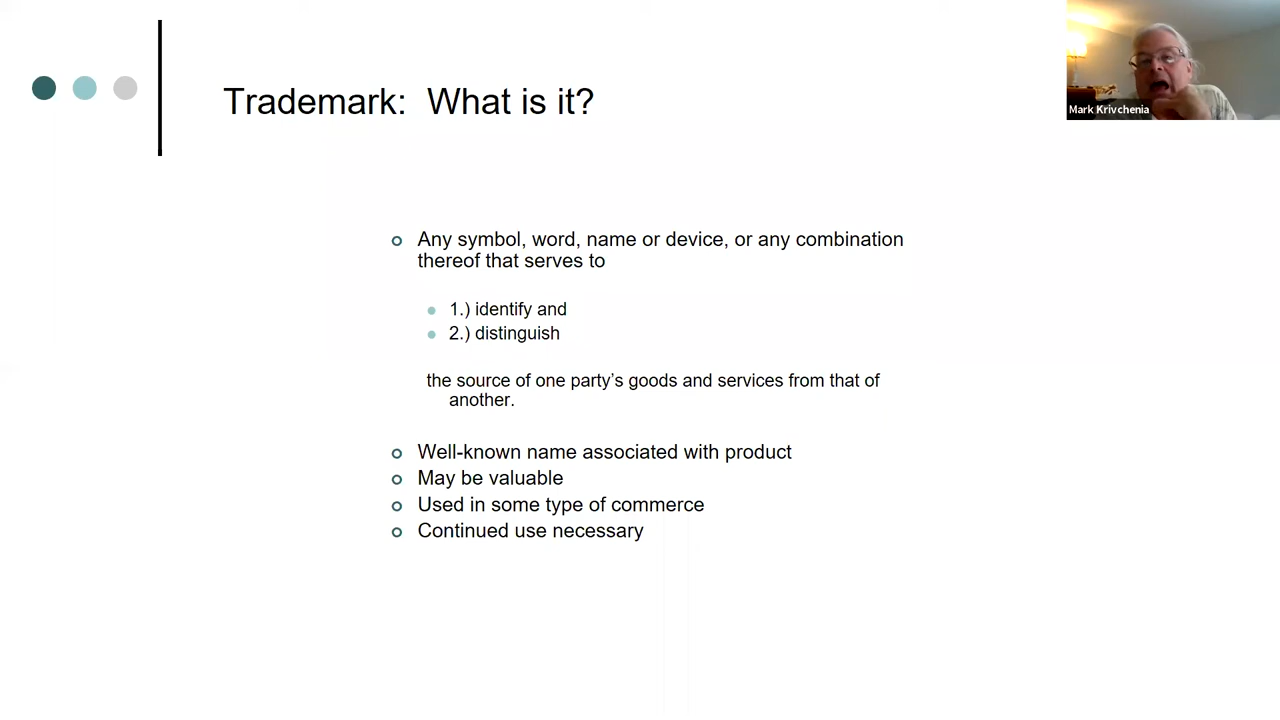 Trademark:  What is it?
Mark Krivchenia
Any symbol, word, name or device, or any combination
thereof that serves to
1.) identify and
2.) distinguish
the source of one party’s goods and services from that of
another.
Well-known name associated with product
May be valuable
Used in some type of commerce
Continued use necessary